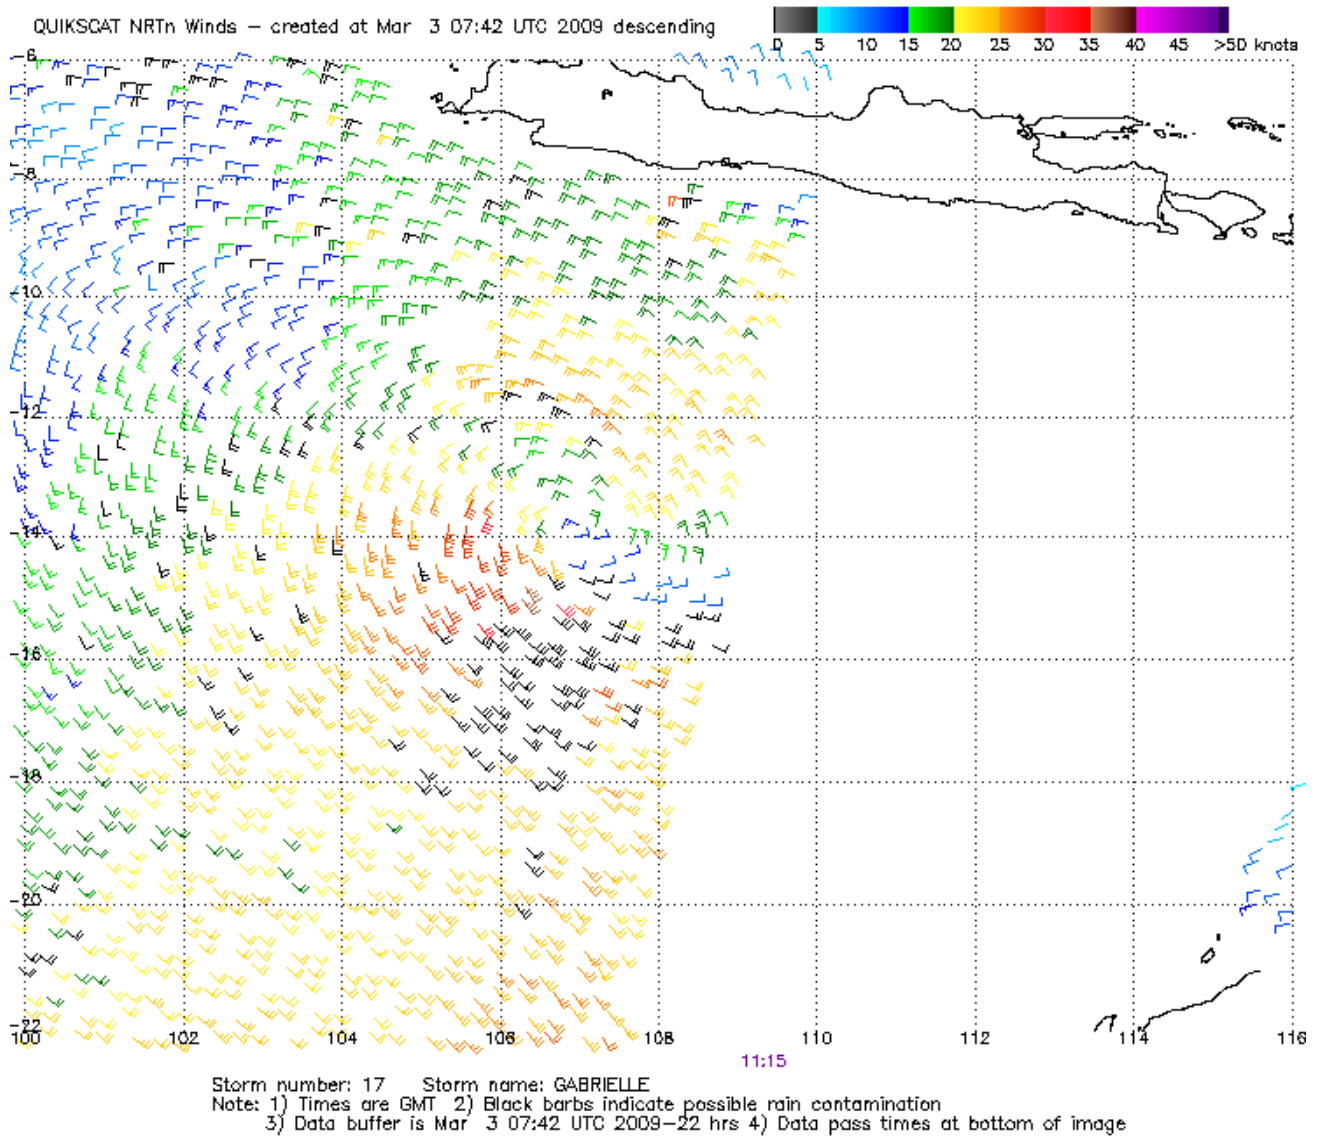 QUIKSCAT NRTn Winds – created at Mar  3 07:42 UTC 2009 descending
0 5 10 15 20 25 30 35 40 45 >50 knots
-6
-8
-10
-12
-14
-16
-18
-20
-22
100 102 104 106 108 110 112 114 116
11:15
Storm number: 17 Storm name: GABRIELLE
Note: 1) Times are GMT 2) Black barbs indicate possible rain contamination
3) Data buffer is Mar  3 07:42 UTC 2009-22 hrs 4) Data pass times at bottom of image